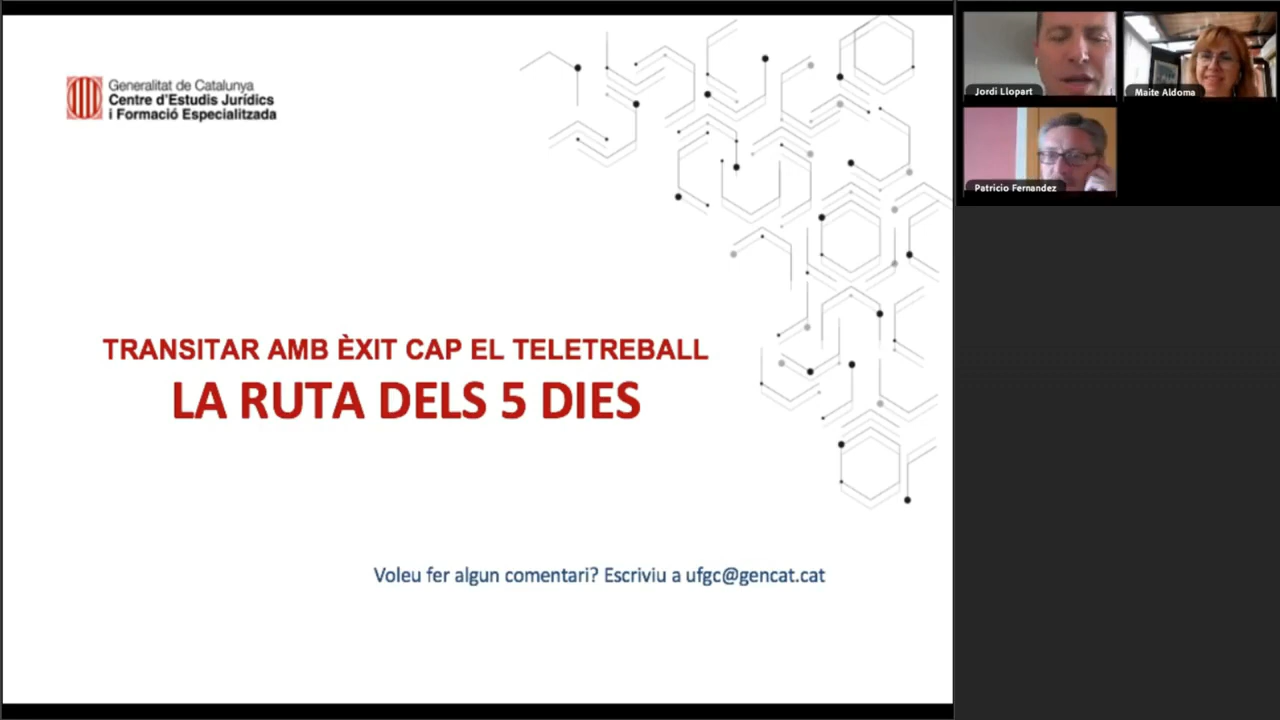 Generalitat de Catalunya
Centre d'Estudis Jurídics
i Formació Especialitzada
TRANSITAR AMB ÈXIT CAP EL TELETREBALL
LA RUTA DELS 5 DIES
Voleu fer algun comentari? Escriviu a ufgc@gencat.cat
Jordi Llopart
Maite Aldoma
Patricio Fernandez